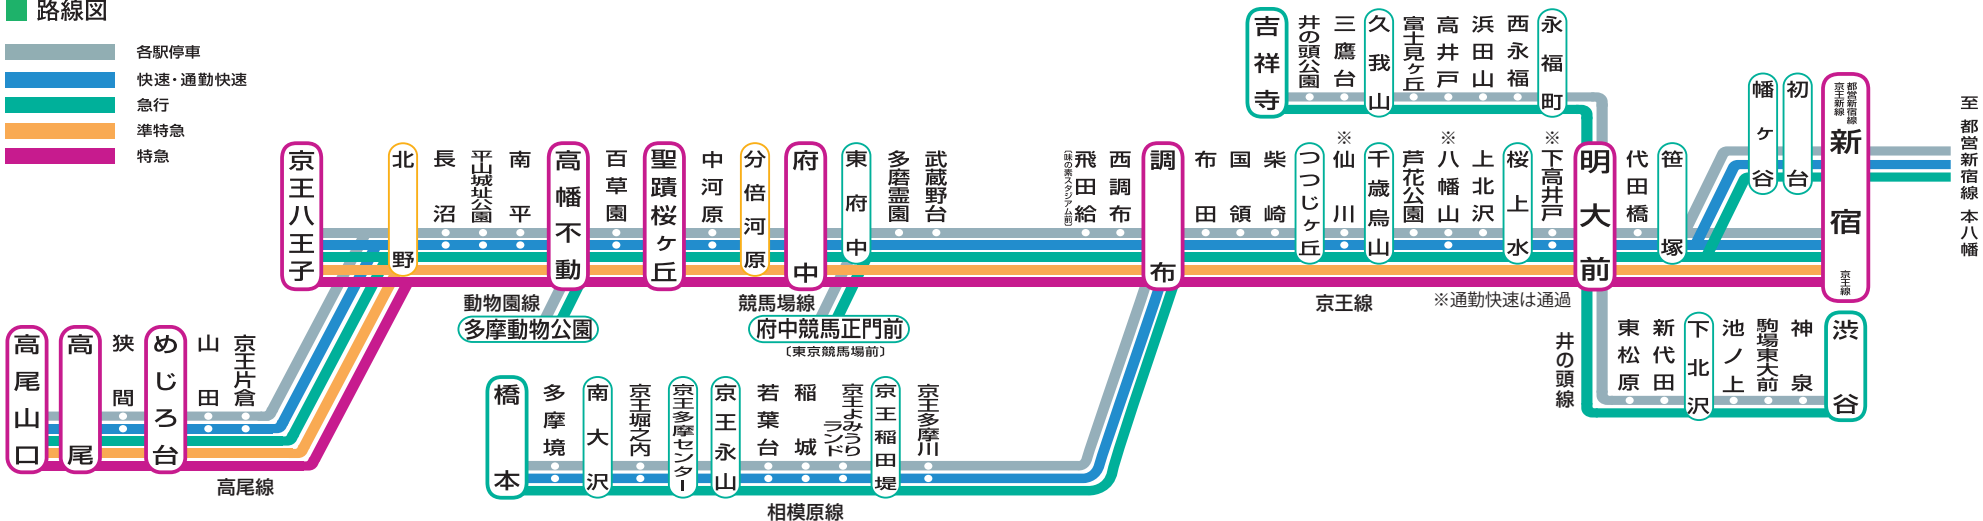 路線図
各駅停車
快速・通勤快速
急行
準特急
特急
吉祥寺
井の頭公園
三鷹台
久我山
富士見ヶ丘
高井戸
浜田山
西永福
永福町
幡ヶ谷
初台
都営新宿線
京王新線
新宿
京王線
至 都営新宿線 本八幡
京王八王子
北野
長沼
平山城址公園
南平
高幡不動
百草園
聖蹟桜ヶ丘
中河原
分倍河原
府中
東府中
多磨霊園
武蔵野台
飛田給
〔味の素スタジアム前〕
西調布
調布
布田
国領
柴崎
つつじヶ丘
※
仙川
千歳烏山
芦花公園
※
八幡山
上北沢
桜上水
※
下高井戸
明大前
代田橋
笹塚
動物園線
多摩動物公園
競馬場線
府中競馬正門前
〔東京競馬場前〕
京王線
※通勤快速は通過
高尾山口
高尾
狭間
めじろ台
山田
京王片倉
高尾線
橋本
多摩境
南大沢
京王堀之内
京王多摩センター
京王永山
若葉台
稲城
京王よみうりランド
京王稲田堤
京王多摩川
相模原線
井の頭線
東松原
新代田
下北沢
池ノ上
駒場東大前
神泉
渋谷